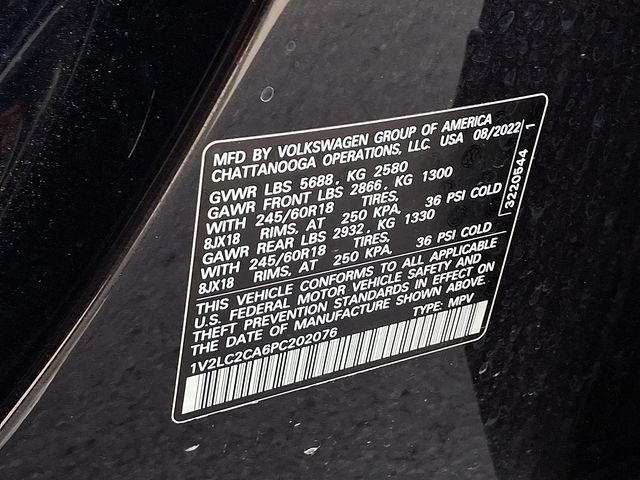 MFD BY VOLKSWAGEN GROUP OF AMERICA
CHATTANOOGA OPERATIONS, LLC. USA 08/2022
GVWR LBS 5688, KG 2580
GAWR FRONT LBS 2866, KG 1300
WITH 245/60R18 TIRES,
8JX18 RIMS, AT 250 KPA, 36 PSI COLD
GAWR REAR LBS 2932, KG 1330
WITH 245/60R18 TIRES,
8JX18 RIMS, AT 250 KPA 36 PSI COLD
THIS VEHICLE CONFORMS TO ALL APPLICABLE
U.S. FEDERAL MOTOR VEHICLE SAFETY AND
THEFT PREVENTION STANDARDS IN EFFECT ON
THE DATE OF MANUFACTURE SHOWN ABOVE.
1V2LC2CA6PC202076 TYPE: MPV
3220544 1